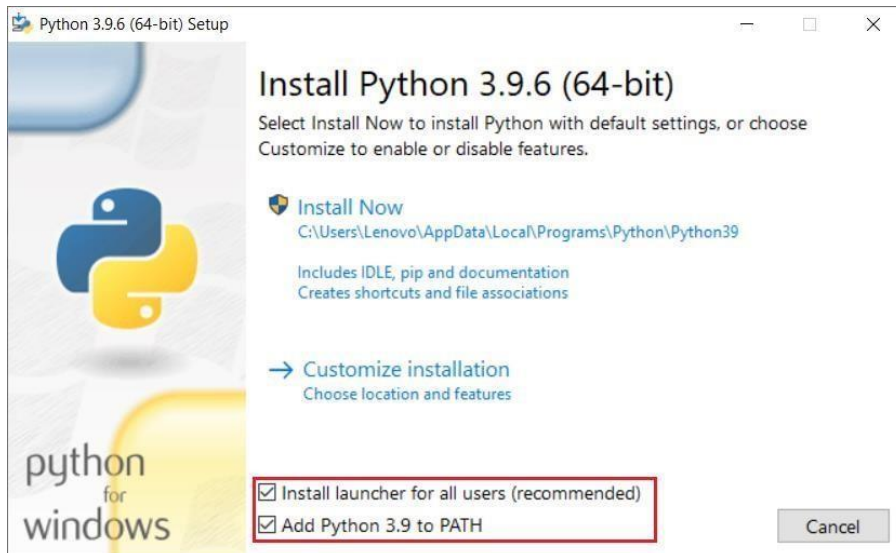 Python 3.9.6 (64-bit) Setup
Install Python 3.9.6 (64-bit)
Select Install Now to install Python with default settings, or choose
Customize to enable or disable features.
Install Now
C:\Users\Lenovo\AppData\Local\Programs\Python\Python39
Includes IDLE, pip and documentation
Creates shortcuts and file associations
Customize installation
Choose location and features
python
for
windows
Install launcher for all users (recommended)
Add Python 3.9 to PATH
Cancel